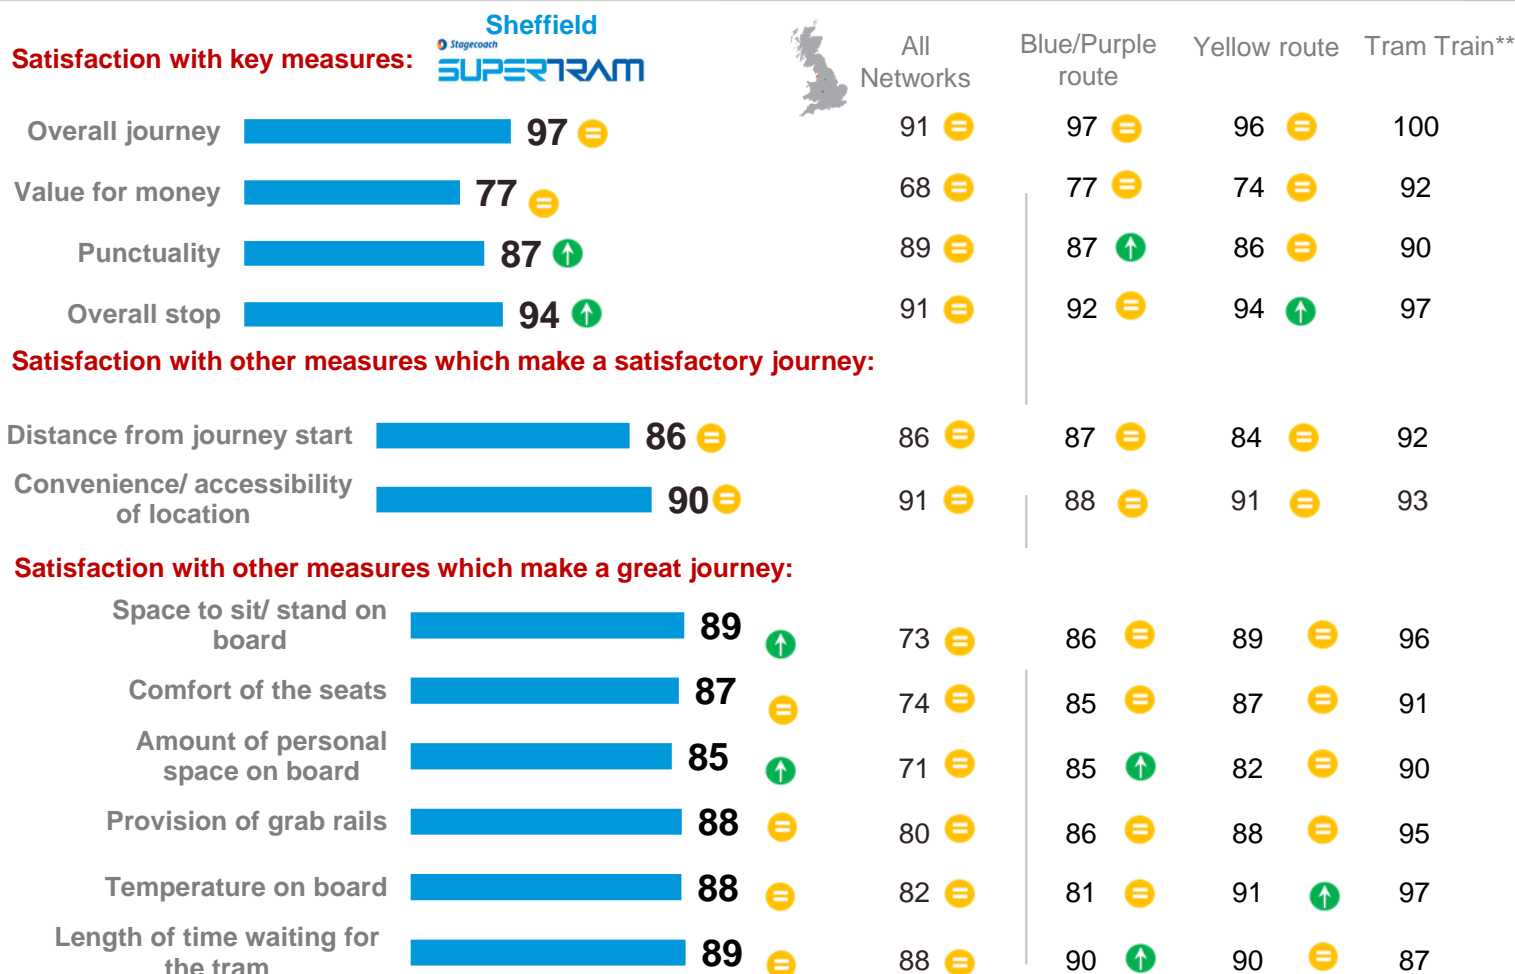 Sheffield
Stagecoach
SUPERTRAM
Satisfaction with key measures:
All Networks
Blue/Purple route
Yellow route
Tram Train**
Overall journey 97 = 91 = 97 = 96 = 100
Value for money 77 = 68 = 77 = 74 = 92
Punctuality 87 ↑ 89 = 87 ↑ 86 = 90
Overall stop 94 ↑ 91 = 92 = 94 ↑ 97
Satisfaction with other measures which make a satisfactory journey:
Distance from journey start 86 = 86 = 87 = 84 = 92
Convenience/ accessibility
of location 90 = 91 = 88 = 91 = 93
Satisfaction with other measures which make a great journey:
Space to sit/ stand on
board 89 ↑ 73 = 86 = 89 = 96
Comfort of the seats 87 = 74 = 85 = 87 = 91
Amount of personal
space on board 85 ↑ 71 = 85 ↑ 82 = 90
Provision of grab rails 88 = 80 = 86 = 88 = 95
Temperature on board 88 = 82 = 81 = 91 ↑ 97
Length of time waiting for
the tram 89 = 88 = 90 ↑ 90 = 87